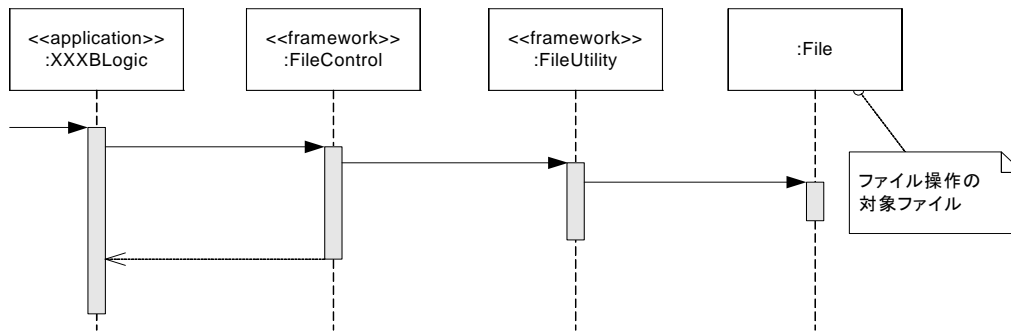 <<application>>
:XXXBLogic
<<framework>>
:FileControl
<<framework>>
:FileUtility
:File
ファイル操作の
対象ファイル